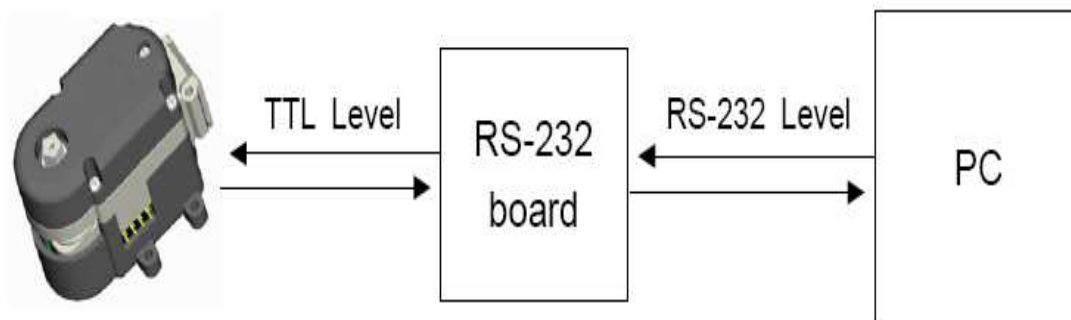 TTL Level
RS-232
board
RS-232 Level
PC